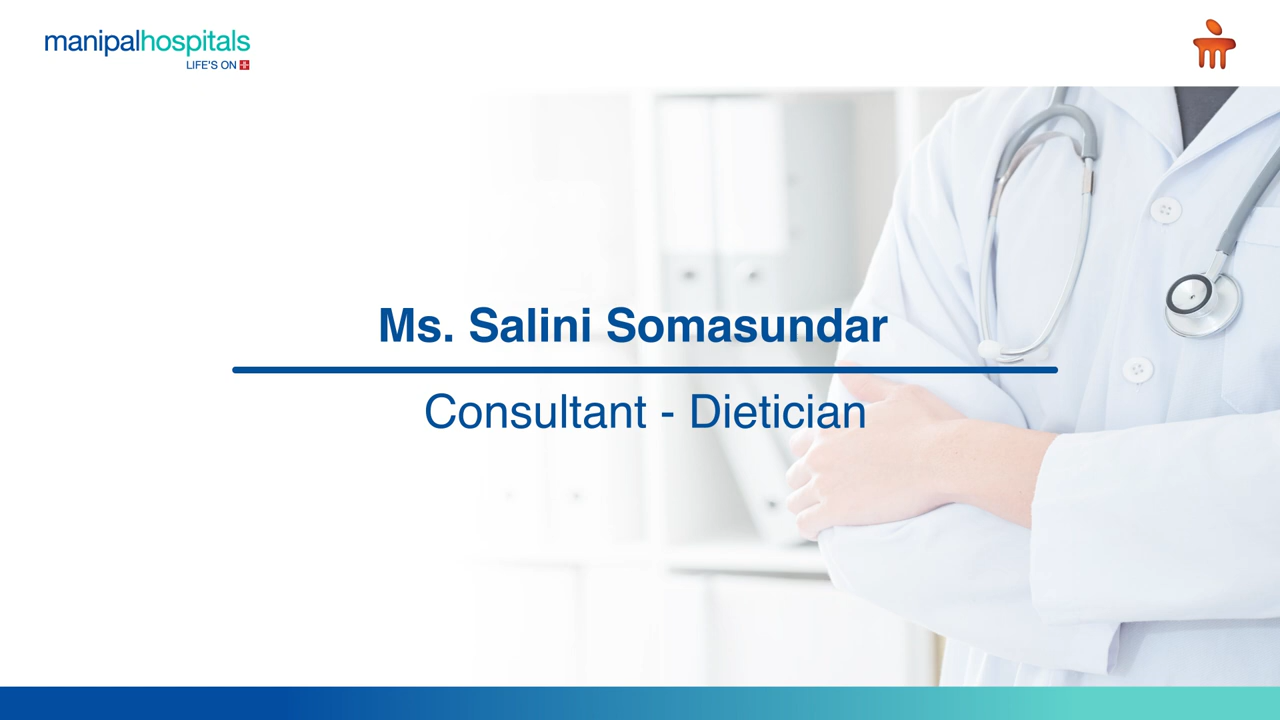 manipalhospitals
LIFE'S ON
Ms. Salini Somasundar
Consultant - Dietician